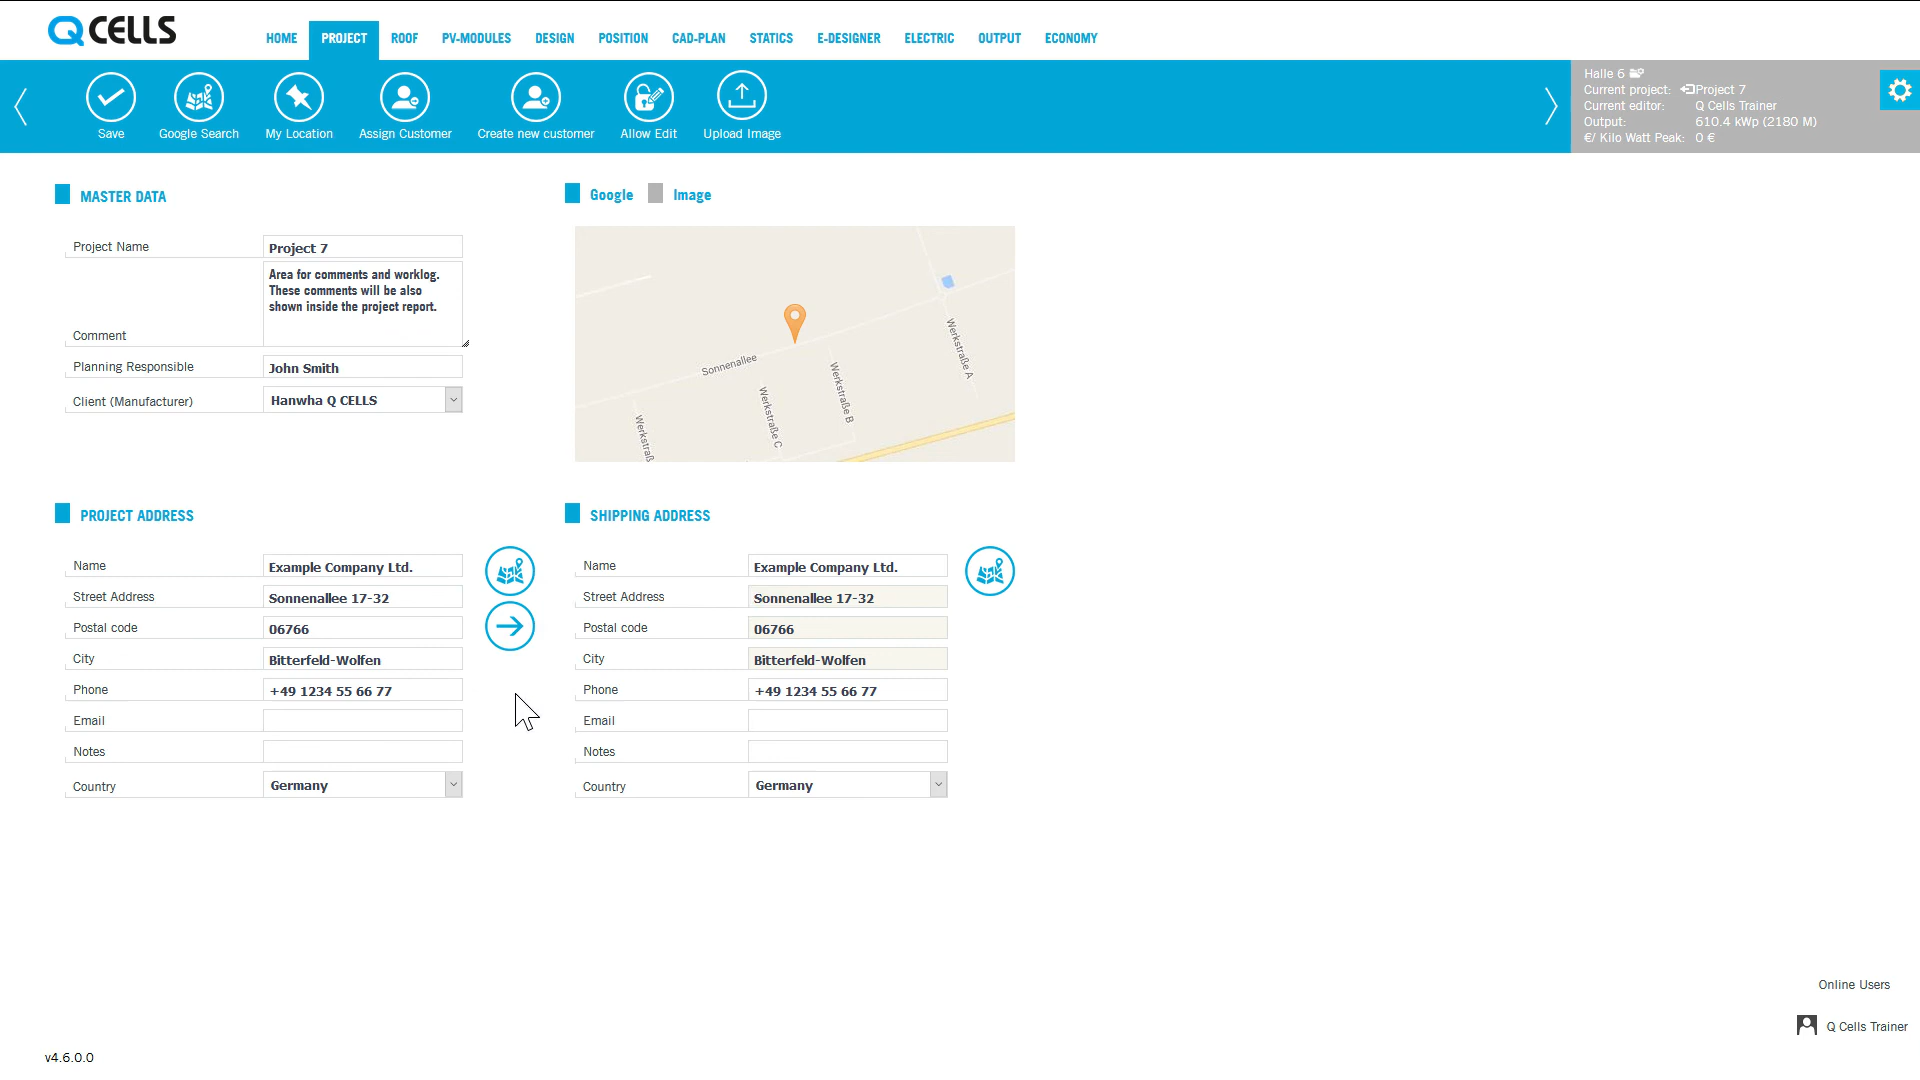 Q CELLS
HOME PROJECT ROOF PV-MODULES DESIGN POSITION CAD-PLAN STATICS E-DESIGNER ELECTRIC OUTPUT ECONOMY
Save Google Search My Location Assign Customer Create new customer Allow Edit Upload Image
Halle 6
Current project: Project 7
Current editor: Q Cells Trainer
Output: 610.4 kWp (2180 M)
€/ Kilo Watt Peak: 0 €
MASTER DATA
Project Name Project 7
Comment Area for comments and worklog.
These comments will be also
shown inside the project report.
Planning Responsible John Smith
Client (Manufacturer) Hanwha Q CELLS
Google Image
Sonnenallee
Werkstraße A
Werkstraße B
Werkstraße C
Werkstraß
PROJECT ADDRESS
Name Example Company Ltd.
Street Address Sonnenallee 17-32
Postal code 06766
City Bitterfeld-Wolfen
Phone +49 1234 55 66 77
Email
Notes
Country Germany
SHIPPING ADDRESS
Name Example Company Ltd.
Street Address Sonnenallee 17-32
Postal code 06766
City Bitterfeld-Wolfen
Phone +49 1234 55 66 77
Email
Notes
Country Germany
Online Users
Q Cells Trainer
v4.6.0.0